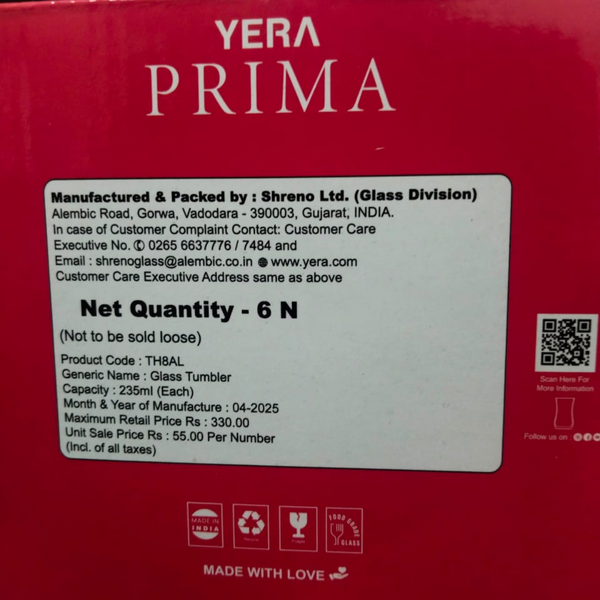 YERA
PRIMA
Manufactured & Packed by : Shreno Ltd. (Glass Division)
Alembic Road, Gorwa, Vadodara - 390003, Gujarat, INDIA.
In case of Customer Complaint Contact: Customer Care
Executive No. ✆ 0265 6637776 / 7484 and
Email : shrenoglass@alembic.co.in www.yera.com
Customer Care Executive Address same as above
Net Quantity - 6 N
(Not to be sold loose)
Product Code : TH8AL
Generic Name : Glass Tumbler
Capacity : 235ml (Each)
Month & Year of Manufacture : 04-2025
Maximum Retail Price Rs : 330.00
Unit Sale Price Rs : 55.00 Per Number
(Incl. of all taxes)
Scan Here For
More Information
Follow us on
MADE IN
INDIA
FOOD GRADE
GLASS
MADE WITH LOVE